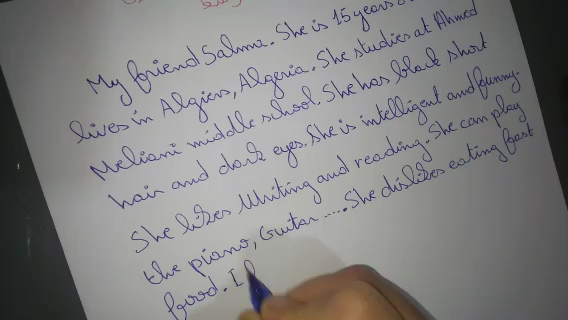 My friend Salma. She is 15 years
lives in Algiers, Algeria. She studies at Ahmed
Meliani middle school. She has black short
hair and dark eyes. She is intelligent and funny.
She likes Writing and reading. She can play
the piano, Guitar ..... She dislikes eating fast
food. I